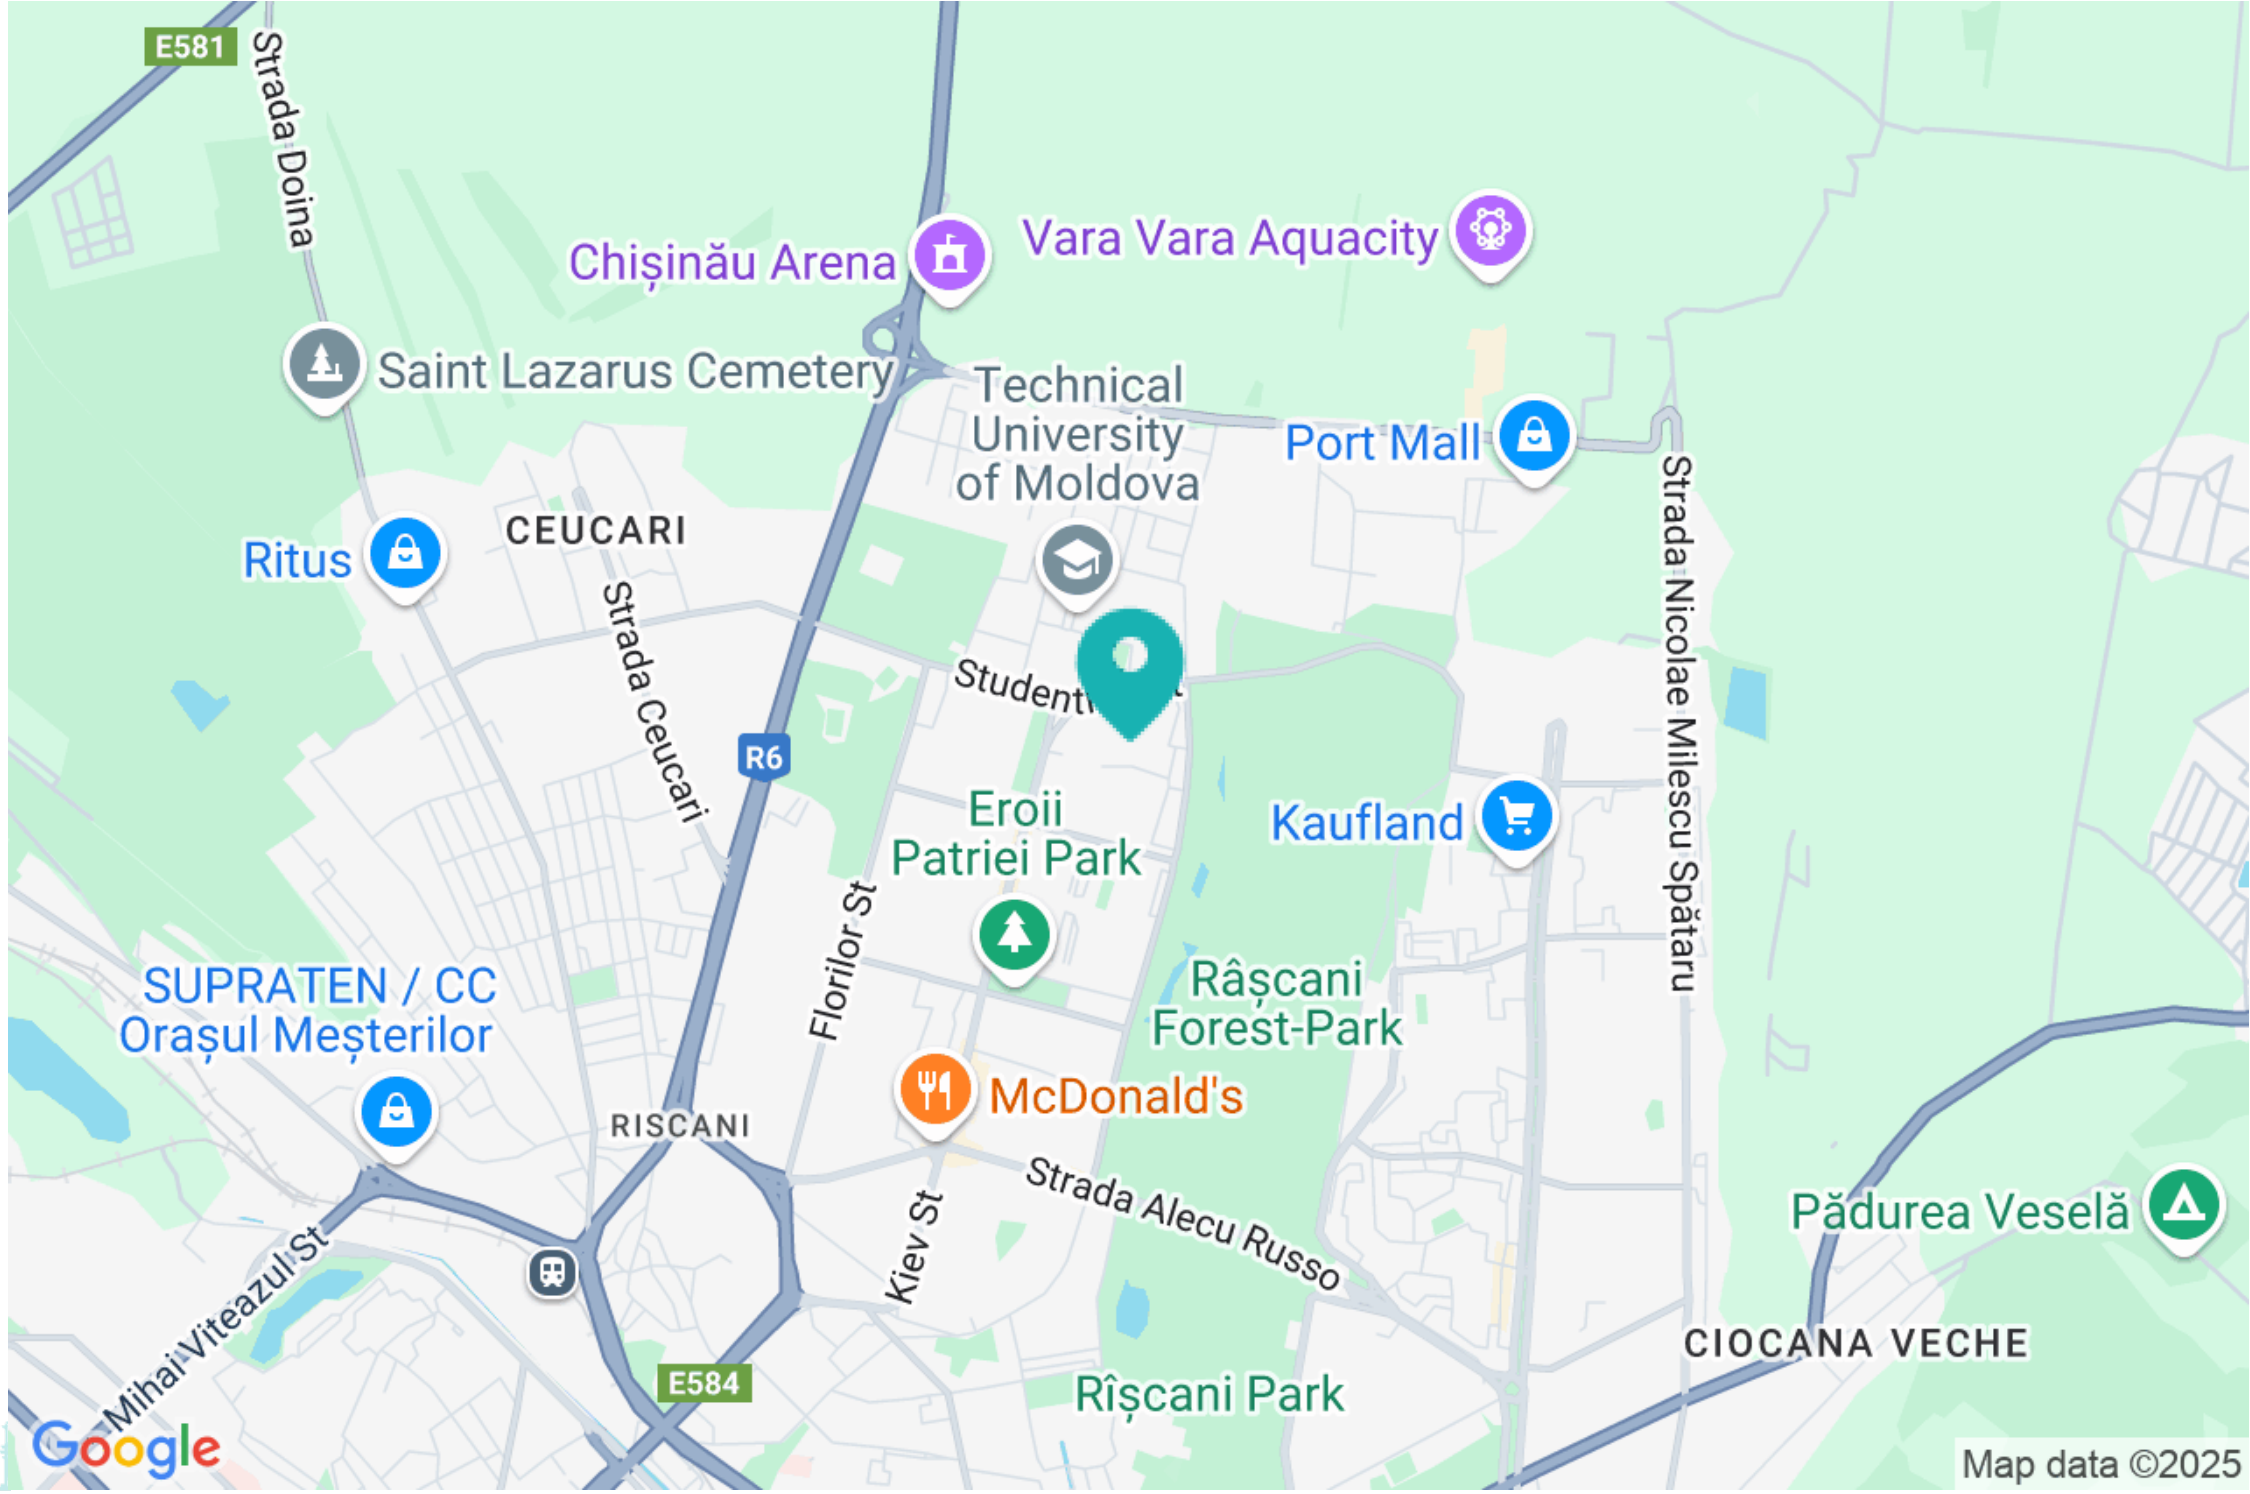 E581
Strada Doina
Chișinău Arena
Vara Vara Aquacity
Saint Lazarus Cemetery
Technical
University
of Moldova
Port Mall
CEUCARI
Ritus
Strada Ceucari
Strada Nicolae Milescu Spătaru
R6
Eroii
Patriei Park
Kaufland
Florilor St
SUPRATEN / CC
Orașul Meșterilor
Râșcani
Forest-Park
McDonald's
RISCANI
Strada Alecu Russo
Kiev St
Pădurea Veselă
Mihai Viteazul St
CIOCANA VECHE
E584
Rîșcani Park
Google
Map data ©2025